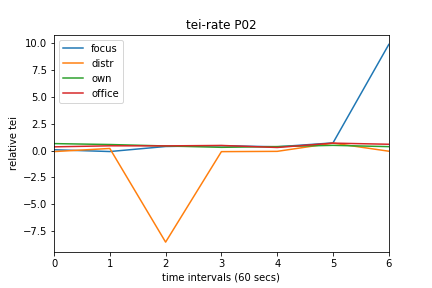 tei-rate P02
10.0
7.5
5.0
2.5
0.0
−2.5
−5.0
−7.5
relative tei
focus
distr
own
office
0 1 2 3 4 5 6
time intervals (60 secs)